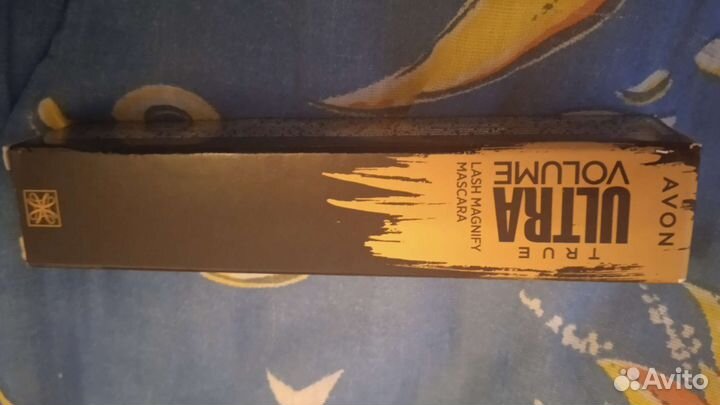 AVON
TRUE
ULTRA
VOLUME
LASH MAGNIFY
MASCARA
Avito